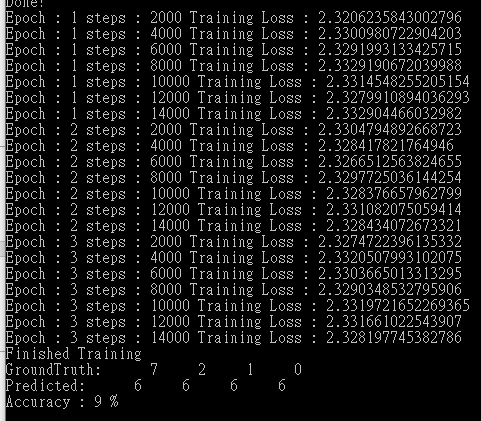 Done!
Epoch : 1 steps : 2000 Training Loss : 2.3206235843002796
Epoch : 1 steps : 4000 Training Loss : 2.3300980722904203
Epoch : 1 steps : 6000 Training Loss : 2.3291993133425715
Epoch : 1 steps : 8000 Training Loss : 2.3329190672039988
Epoch : 1 steps : 10000 Training Loss : 2.3314548255205154
Epoch : 1 steps : 12000 Training Loss : 2.3279910894036293
Epoch : 1 steps : 14000 Training Loss : 2.332904466032982
Epoch : 2 steps : 2000 Training Loss : 2.3304794892668723
Epoch : 2 steps : 4000 Training Loss : 2.328417821764946
Epoch : 2 steps : 6000 Training Loss : 2.3266512563824655
Epoch : 2 steps : 8000 Training Loss : 2.3297725036144254
Epoch : 2 steps : 10000 Training Loss : 2.328376657962799
Epoch : 2 steps : 12000 Training Loss : 2.331082075059414
Epoch : 2 steps : 14000 Training Loss : 2.328434072673321
Epoch : 3 steps : 2000 Training Loss : 2.3274722396135332
Epoch : 3 steps : 4000 Training Loss : 2.3320507993102075
Epoch : 3 steps : 6000 Training Loss : 2.3303665013313295
Epoch : 3 steps : 8000 Training Loss : 2.3290348532795906
Epoch : 3 steps : 10000 Training Loss : 2.3319721652269365
Epoch : 3 steps : 12000 Training Loss : 2.331661022543907
Epoch : 3 steps : 14000 Training Loss : 2.328197745382786
Finished Training
GroundTruth: 7 2 1 0
Predicted: 6 6 6 6
Accuracy : 9 %